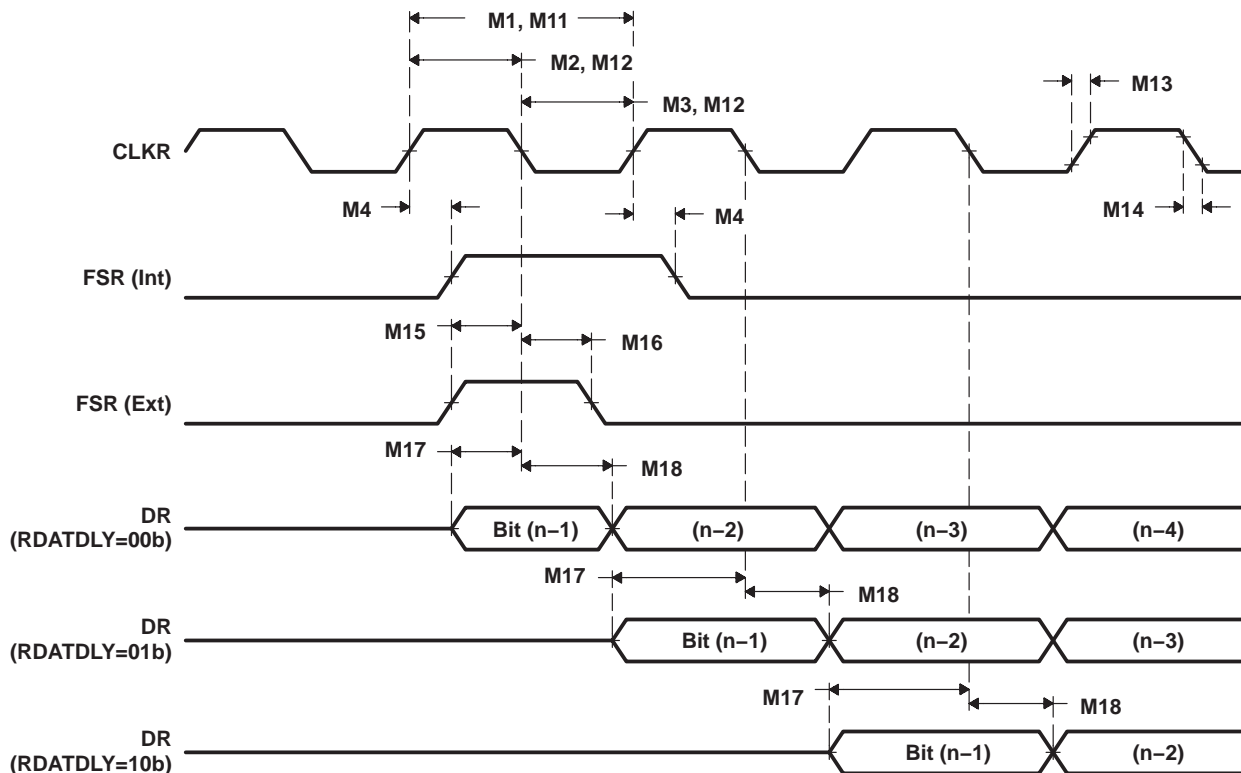 M1, M11
M2, M12
M13
M3, M12
CLKR
M4
M4
M14
FSR (Int)
M15
M16
FSR (Ext)
M17
M18
DR
(RDATDLY=00b)
Bit (n−1)
(n−2)
(n−3)
(n−4)
M17
M18
DR
(RDATDLY=01b)
Bit (n−1)
(n−2)
(n−3)
M17
M18
DR
(RDATDLY=10b)
Bit (n−1)
(n−2)